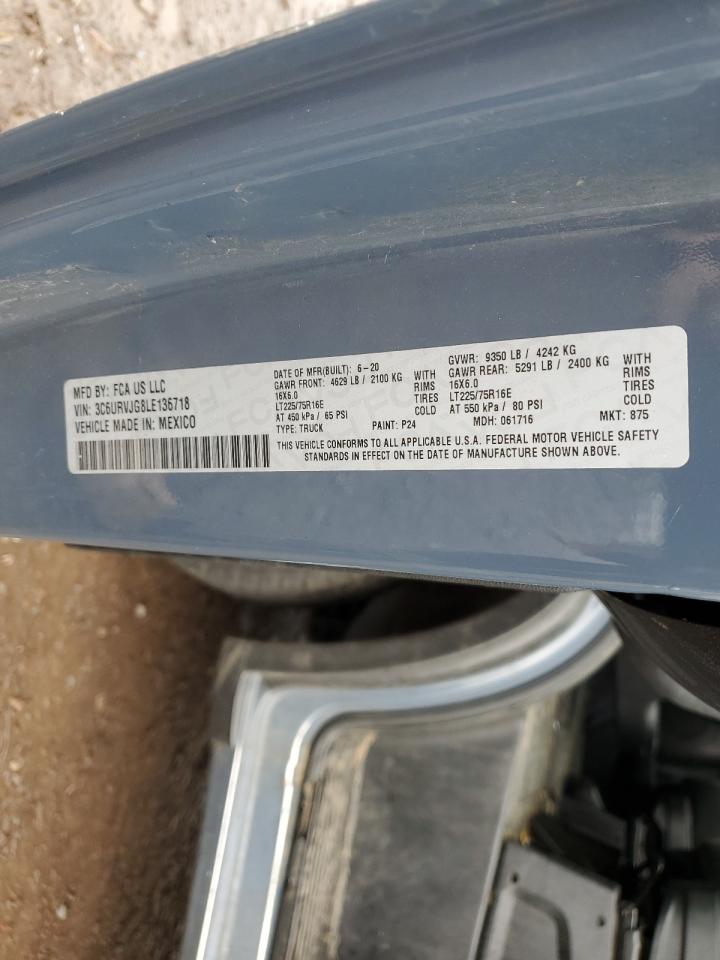 MFD BY: FCA US LLC
VIN: 3C6URVJG8LE136718
VEHICLE MADE IN: MEXICO
DATE OF MFR(BUILT): 6-20
GAWR FRONT: 4629 LB / 2100 KG WITH
16X6.0 RIMS
LT225/75R16E TIRES
AT 450 kPa / 65 PSI COLD
TYPE: TRUCK PAINT: P24
GVWR: 9350 LB / 4242 KG
GAWR REAR: 5291 LB / 2400 KG WITH
16X6.0 RIMS
LT225/75R16E TIRES
AT 550 kPa / 80 PSI COLD
MDH: 061716 MKT: 875
THIS VEHICLE CONFORMS TO ALL APPLICABLE U.S.A. FEDERAL MOTOR VEHICLE SAFETY
STANDARDS IN EFFECT ON THE DATE OF MANUFACTURE SHOWN ABOVE.